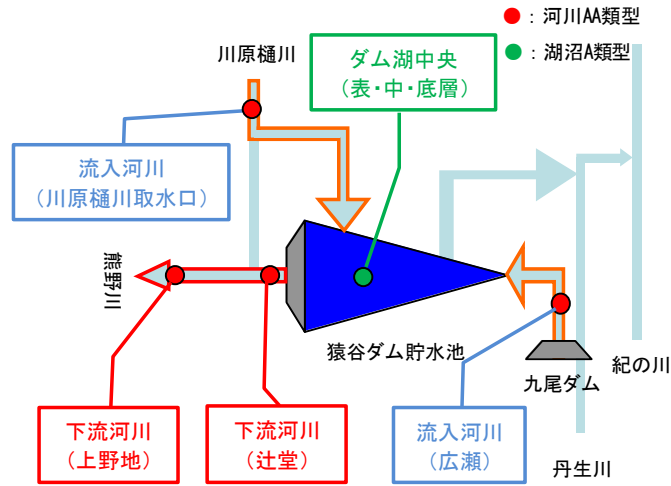 ：河川AA類型
：湖沼A類型
川原樋川
ダム湖中央
（表・中・底層）
流入河川
（川原樋川取水口）
熊野川
猿谷ダム貯水池
九尾ダム
紀の川
下流河川
（上野地）
下流河川
（辻堂）
流入河川
（広瀬）
丹生川